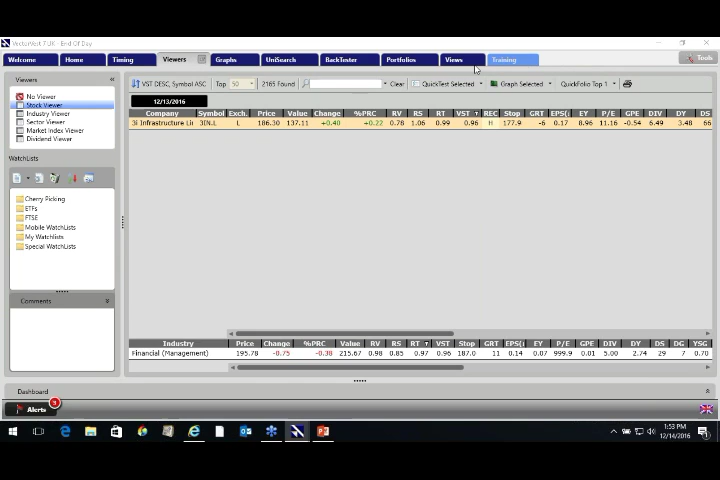 VectorVest 7 UK - End Of Day
Welcome Home Timing Viewers Graphs UniSearch BackTester Portfolios Views Training Tools
Viewers
No Viewer
Stock Viewer
Industry Viewer
Sector Viewer
Market Index Viewer
Dividend Viewer
WatchLists
Cherry Picking
ETFs
FTSE
Mobile WatchLists
My Watchlists
Special WatchLists
Comments
VST DESC, Symbol ASC Top 50 2165 Found Clear QuickTest Selected Graph Selected QuickFolio Top 1
12/13/2016
Company Symbol Exch. Price Value Change %PRC RV RS RT VST REC Stop GRT EPS( EY P/E GPE DIV DY DS
3i Infrastructure Lin 3IN.L L 186.30 137.11 +0.40 +0.22 0.78 1.06 0.99 0.96 H 177.9 -6 0.17 8.96 11.16 -0.54 6.49 3.48 66
Industry Price Change %PRC Value RV RS RT VST Stop GRT EPS( EY P/E GPE DIV DY DS DG YSG
Financial (Management) 195.78 -0.75 -0.38 215.67 0.98 0.85 0.97 0.96 187.0 11 0.14 0.07 999.9 0.01 5.00 2.74 29 7 0.70
Dashboard
Alerts 3
1:53 PM
12/14/2016